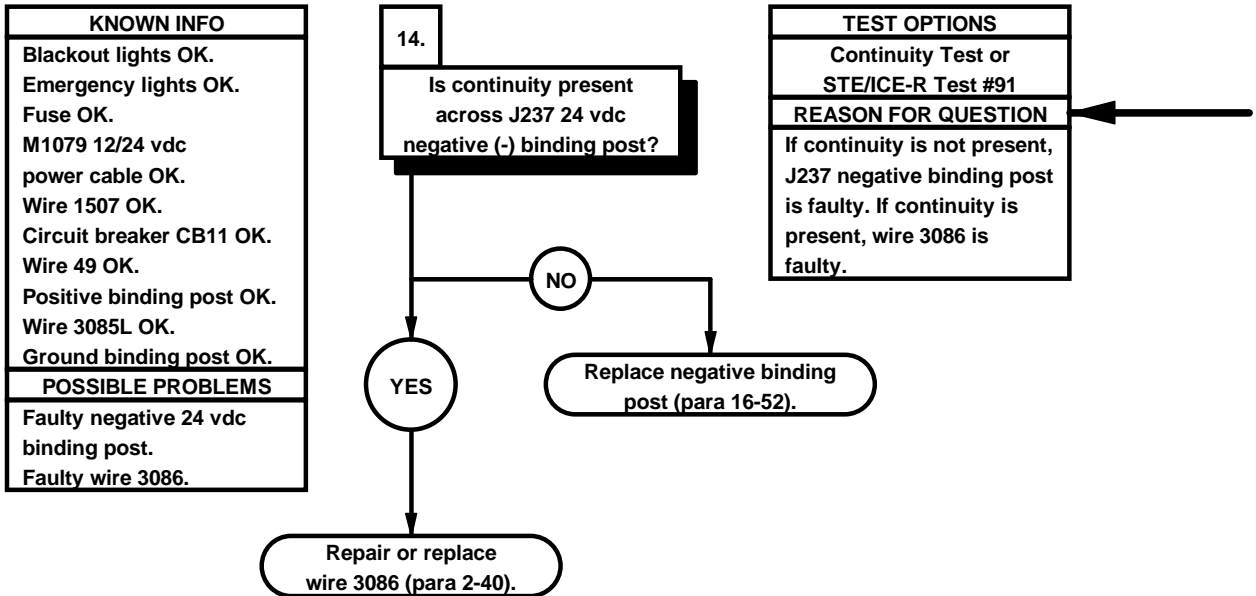 KNOWN INFO
Blackout lights OK.
Emergency lights OK.
Fuse OK.
M1079 12/24 vdc
power cable OK.
Wire 1507 OK.
Circuit breaker CB11 OK.
Wire 49 OK.
Positive binding post OK.
Wire 3085L OK.
Ground binding post OK.
POSSIBLE PROBLEMS
Faulty negative 24 vdc
binding post.
Faulty wire 3086.
14.
Is continuity present
across J237 24 vdc
negative (-) binding post?
NO
YES
Replace negative binding
post (para 16-52).
Repair or replace
wire 3086 (para 2-40).
TEST OPTIONS
Continuity Test or
STE/ICE-R Test #91
REASON FOR QUESTION
If continuity is not present,
J237 negative binding post
is faulty. If continuity is
present, wire 3086 is
faulty.